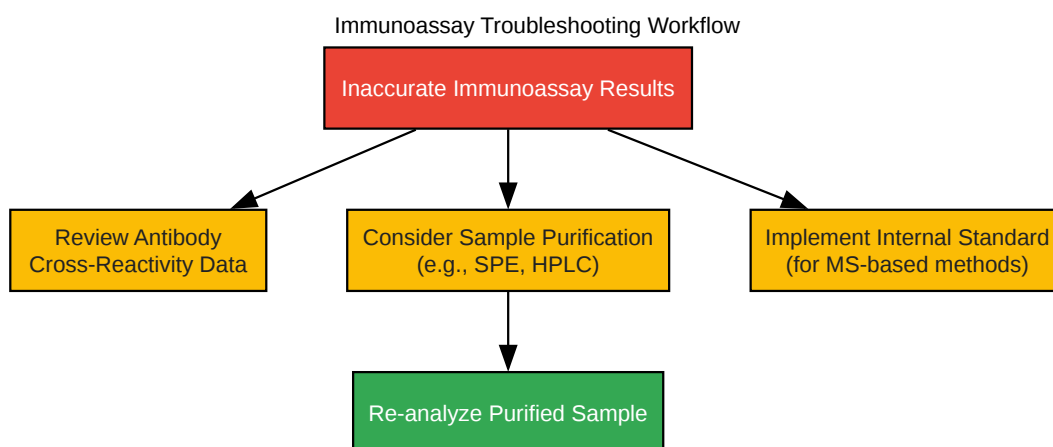 Immunoassay Troubleshooting Workflow
Inaccurate Immunoassay Results
Review Antibody
Cross-Reactivity Data
Consider Sample Purification
(e.g., SPE, HPLC)
Implement Internal Standard
(for MS-based methods)
Re-analyze Purified Sample